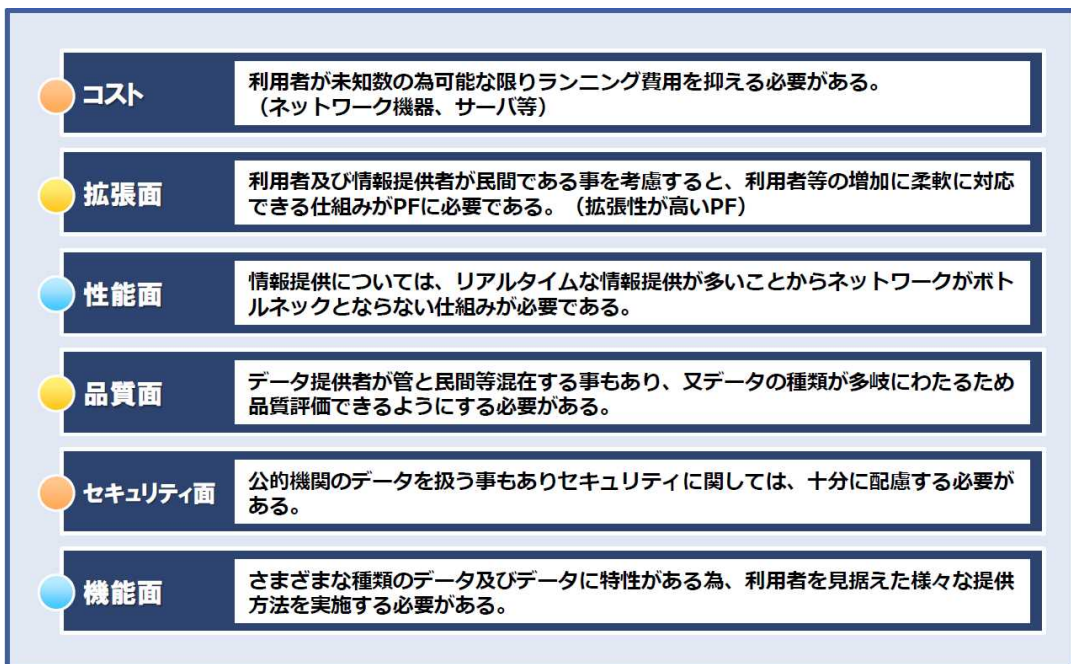 コスト
利用者が未知数の為可能な限りランニング費用を抑える必要がある。
（ネットワーク機器、サーバ等）
拡張面
利用者及び情報提供者が民間である事を考慮すると、利用者等の増加に柔軟に対応
できる仕組みがPFに必要である。（拡張性が高いPF）
性能面
情報提供については、リアルタイムな情報提供が多いことからネットワークがボト
ルネックとならない仕組みが必要である。
品質面
データ提供者が管と民間等混在する事もあり、又データの種類が多岐にわたるため
品質評価できるようにする必要がある。
セキュリティ面
公的機関のデータを扱う事もありセキュリティに関しては、十分に配慮する必要が
ある。
機能面
さまざまな種類のデータ及びデータに特性がある為、利用者を見据えた様々な提供
方法を実施する必要がある。